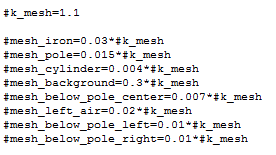 #k_mesh=1.1
#mesh_iron=0.03*#k_mesh
#mesh_pole=0.015*#k_mesh
#mesh_cylinder=0.004*#k_mesh
#mesh_background=0.3*#k_mesh
#mesh_below_pole_center=0.007*#k_mesh
#mesh_left_air=0.02*#k_mesh
#mesh_below_pole_left=0.01*#k_mesh
#mesh_below_pole_right=0.01*#k_mesh